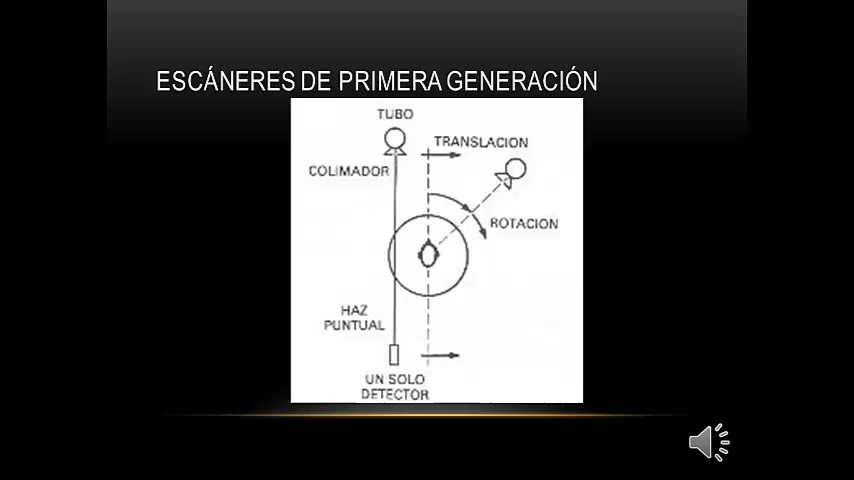 ESCÁNERES DE PRIMERA GENERACIÓN
TUBO
TRANSLACION
COLIMADOR
ROTACION
HAZ
PUNTUAL
UN SOLO
DETECTOR